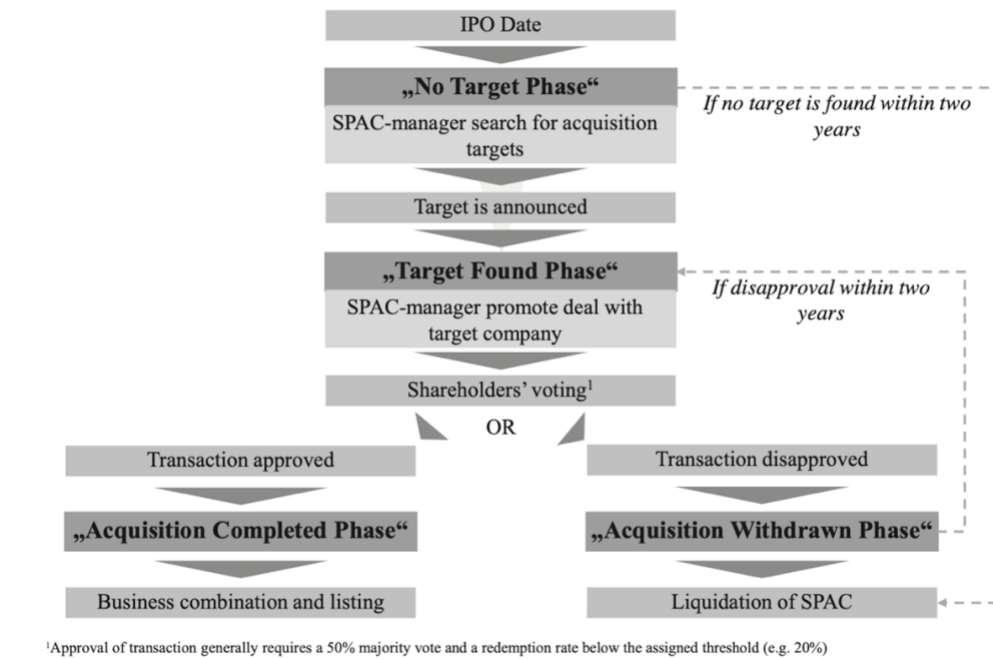 IPO Date
„No Target Phase“
If no target is found within two
years
SPAC-manager search for acquisition
targets
Target is announced
„Target Found Phase“
If disapproval within two
years
SPAC-manager promote deal with
target company
Shareholders’ voting¹
OR
Transaction approved
Transaction disapproved
„Acquisition Completed Phase“
„Acquisition Withdrawn Phase“
Business combination and listing
Liquidation of SPAC
¹Approval of transaction generally requires a 50% majority vote and a redemption rate below the assigned threshold (e.g. 20%)